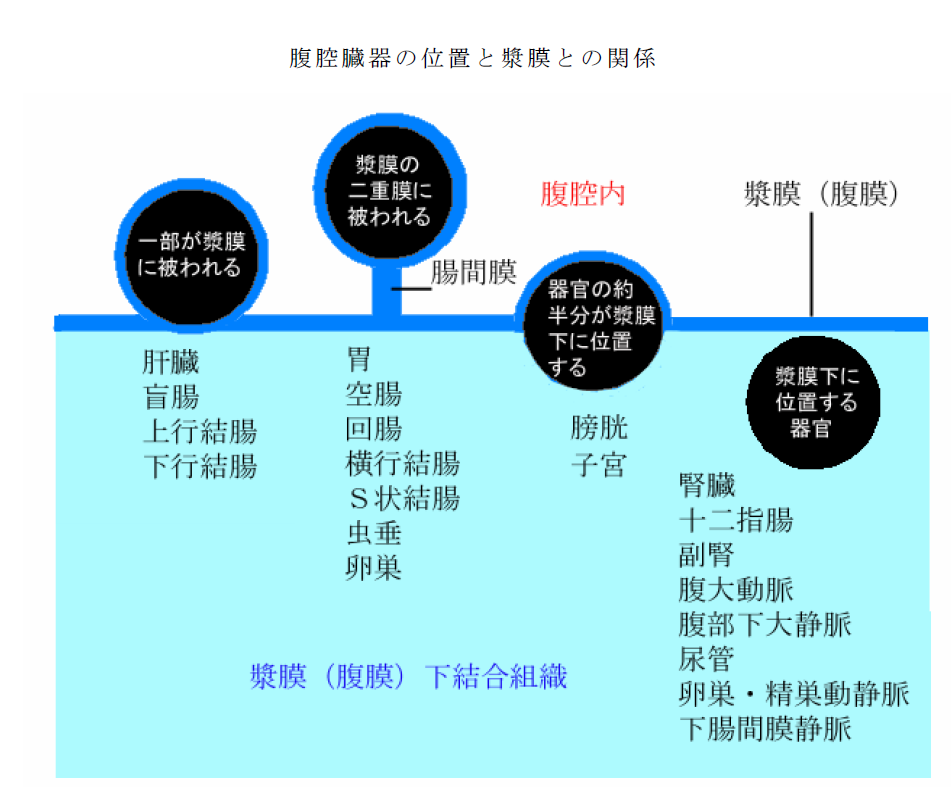 腹腔臓器の位置と漿膜との関係
一部が漿膜
に被われる
肝臓
盲腸
上行結腸
下行結腸
漿膜の
二重膜に
被われる
腸間膜
胃
空腸
回腸
横行結腸
Ｓ状結腸
虫垂
卵巣
腹腔内
器官の約
半分が漿膜
下に位置
する
膀胱
子宮
漿膜（腹膜）
漿膜下に
位置する
器官
腎臓
十二指腸
副腎
腹大動脈
腹部下大静脈
尿管
卵巣・精巣動静脈
下腸間膜静脈
漿膜（腹膜）下結合組織